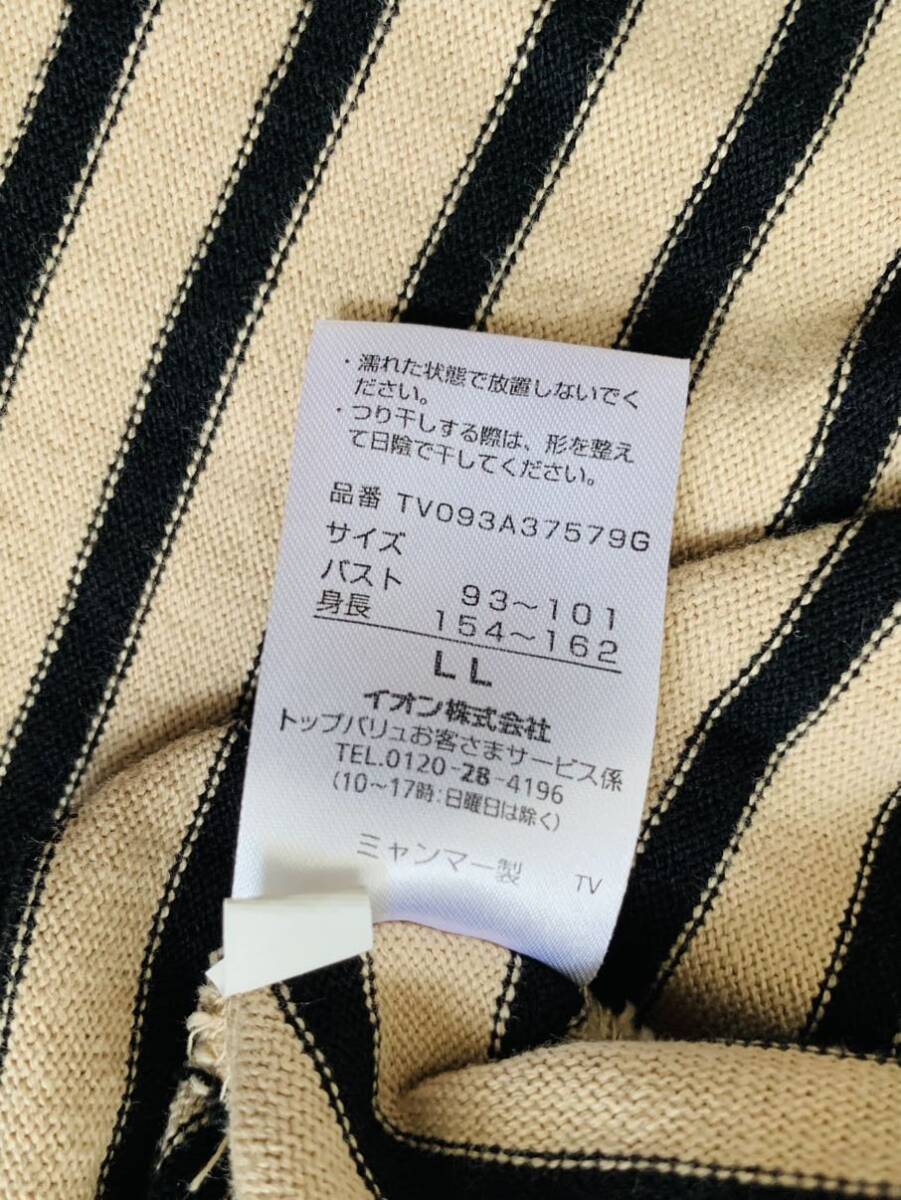 ・濡れた状態で放置しないでく
ださい。
・つり干しする際は、形を整え
て日陰で干してください。
品番 TV093A37579G
サイズ
バスト 93～101
身長 154～162
LL
イオン株式会社
トップバリュお客さまサービス係
TEL.0120-28-4196
(10～17時:日曜日は除く)
ミャンマー製 TV